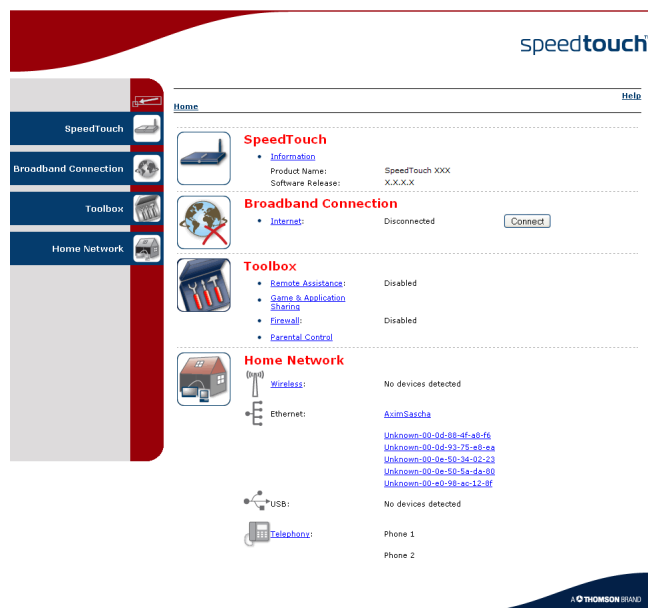 speedtouch™
Help
Home
SpeedTouch
Broadband Connection
Toolbox
Home Network
SpeedTouch
Information
Product Name: SpeedTouch XXX
Software Release: X.X.X.X
Broadband Connection
Internet: Disconnected Connect
Toolbox
Remote Assistance: Disabled
Game & Application
Sharing
Firewall: Disabled
Parental Control
Home Network
Wireless: No devices detected
Ethernet: AximSascha
Unknown-00-0d-88-4f-a8-f6
Unknown-00-0d-93-75-e8-ea
Unknown-00-0e-50-34-02-23
Unknown-00-0e-50-5a-da-80
Unknown-00-e0-98-ac-12-8f
USB: No devices detected
Telephony: Phone 1
Phone 2
A THOMSON BRAND